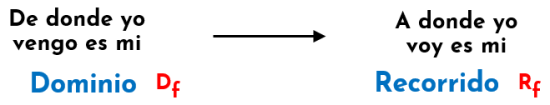 De donde yo
vengo es mi
Dominio Df
A donde yo
voy es mi
Recorrido Rf